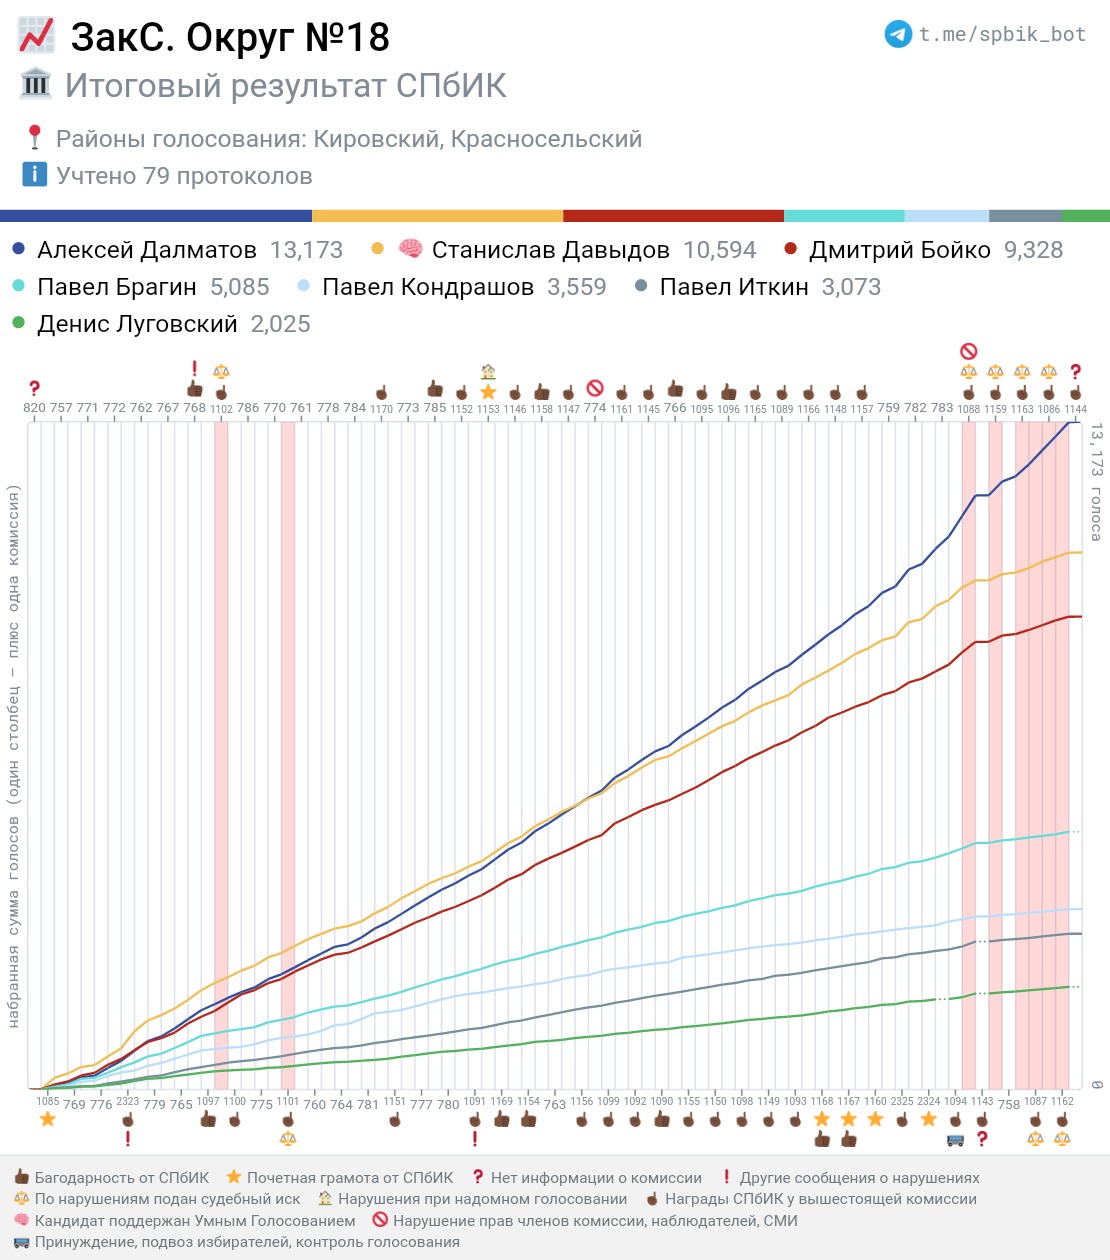 ЗакС. Округ №18
t.me/spbik_bot
Итоговый результат СПбИК
Районы голосования: Кировский, Красносельский
Учтено 79 протоколов
Алексей Далматов 13,173 Станислав Давыдов 10,594 Дмитрий Бойко 9,328
Павел Брагин 5,085 Павел Кондрашов 3,559 Павел Иткин 3,073
Денис Луговский 2,025
820 757 771 772 762 767 768 1102 786 770 761 778 784 1170 773 785 1152 1153 1146 1158 1147 774 1161 1145 766 1095 1096 1165 1089 1166 1148 1157 759 782 783 1088 1159 1163 1086 1144
13,173 голоса
набранная сумма голосов (один столбец – плюс одна комиссия)
0
1085 769 776 2323 779 765 1097 1100 775 1101 760 764 781 1151 777 780 1091 1169 1154 763 1156 1099 1092 1090 1155 1150 1098 1149 1093 1168 1167 1160 2325 2324 1094 1143 758 1087 1162
Багодарность от СПбИК Почетная грамота от СПбИК Нет информации о комиссии Другие сообщения о нарушениях
По нарушениям подан судебный иск Нарушения при надомном голосовании Награды СПбИК у вышестоящей комиссии
Кандидат поддержан Умным Голосованием Нарушение прав членов комиссии, наблюдателей, СМИ
Принуждение, подвоз избирателей, контроль голосования